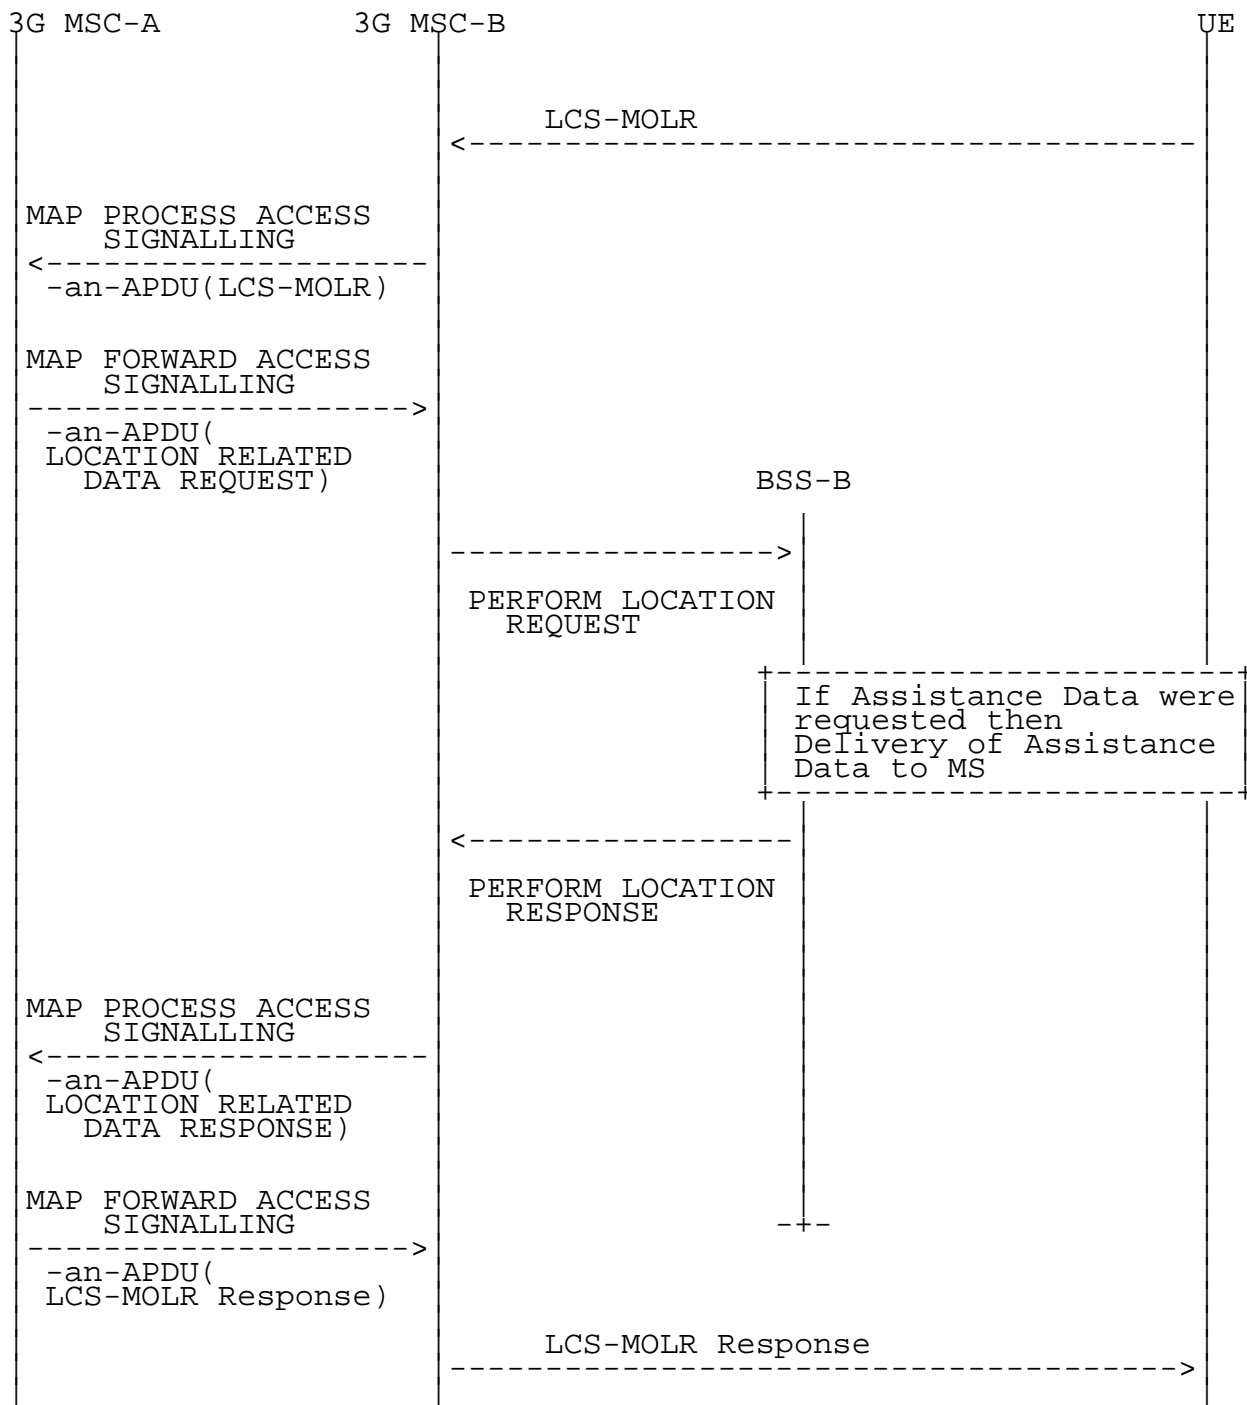 3G MSC-A 3G MSC-B UE
LCS-MOLR
MAP PROCESS ACCESS
SIGNALLING
-an-APDU(LCS-MOLR)
MAP FORWARD ACCESS
SIGNALLING
-an-APDU(
LOCATION RELATED
DATA REQUEST)
BSS-B
PERFORM LOCATION
REQUEST
If Assistance Data were
requested then
Delivery of Assistance
Data to MS
PERFORM LOCATION
RESPONSE
MAP PROCESS ACCESS
SIGNALLING
-an-APDU(
LOCATION RELATED
DATA RESPONSE)
MAP FORWARD ACCESS
SIGNALLING
-an-APDU(
LCS-MOLR Response)
LCS-MOLR Response